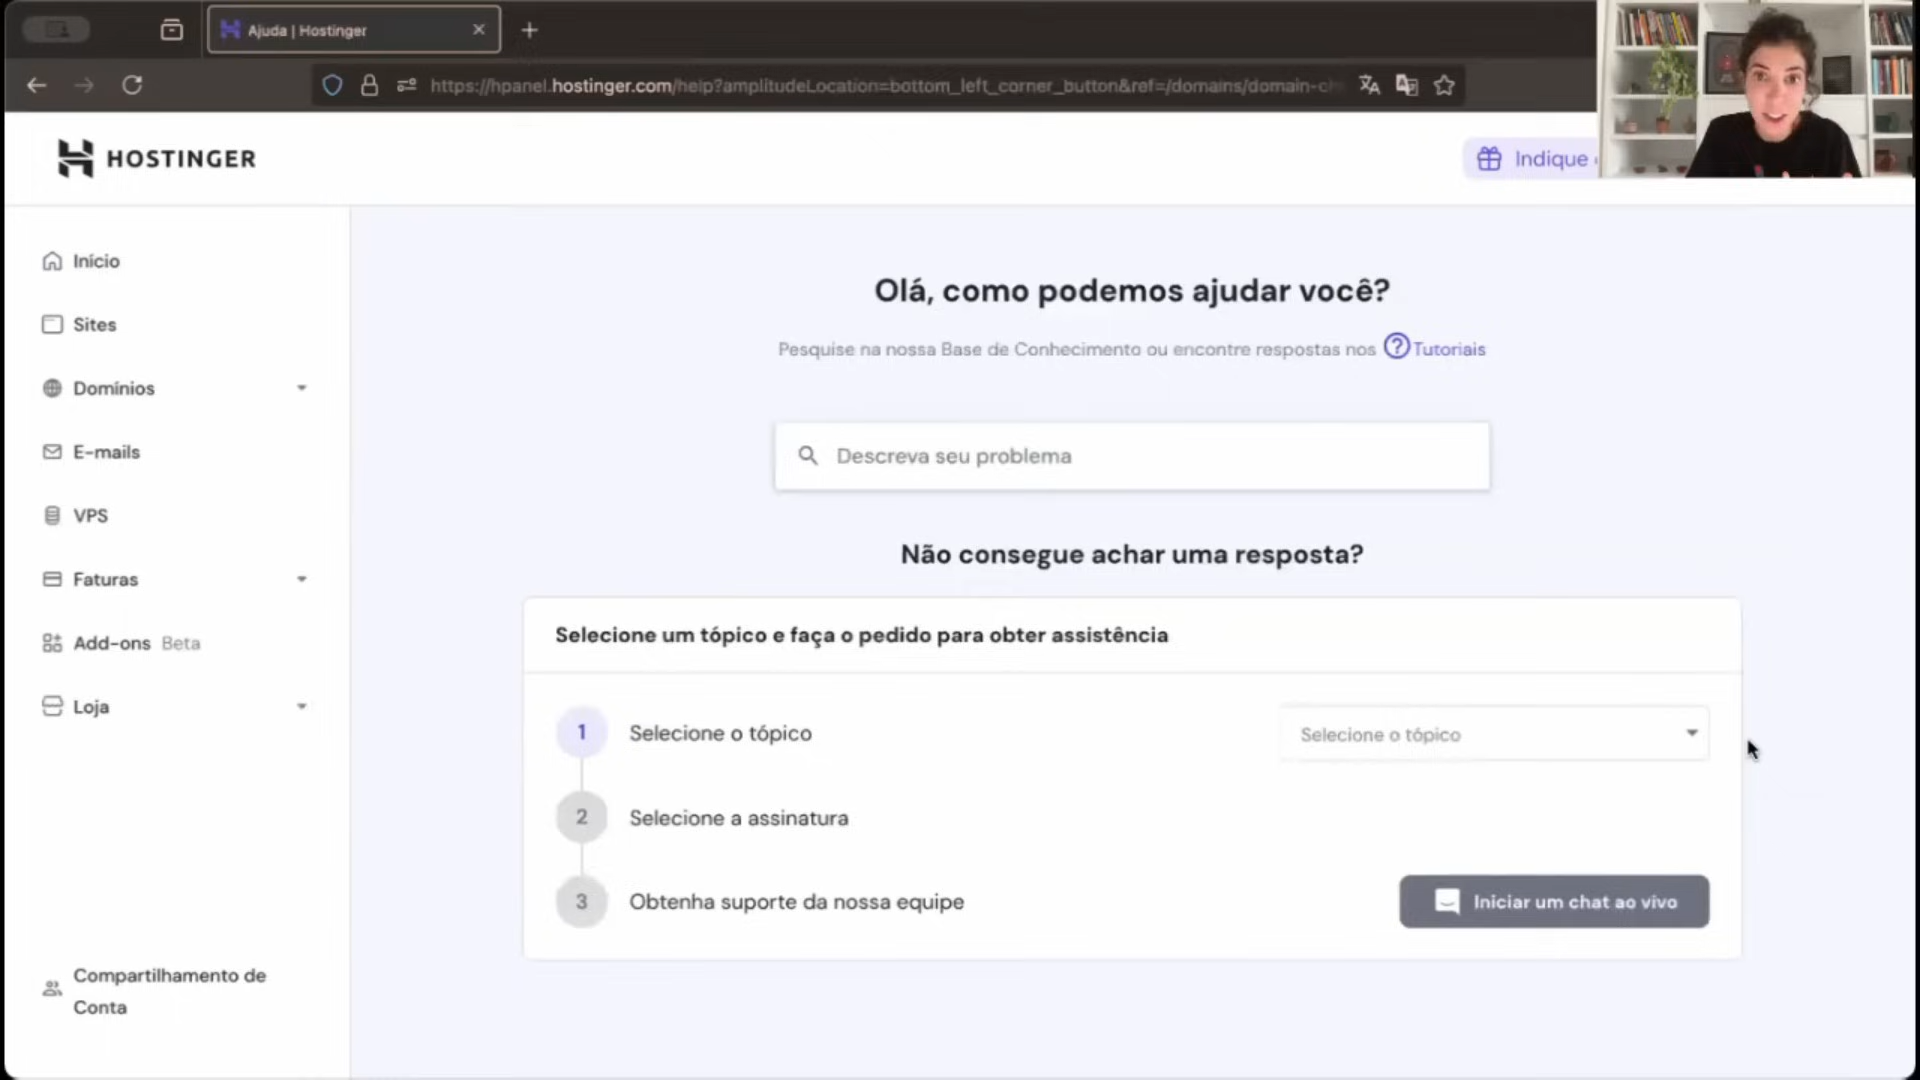 Ajuda | Hostinger
https://hpanel.hostinger.com/help?amplitudeLocation=bottom_left_corner_button&ref=/domains/domain-ch
HOSTINGER
Indique
Início
Sites
Domínios
E-mails
VPS
Faturas
Add-ons Beta
Loja
Compartilhamento de
Conta
Olá, como podemos ajudar você?
Pesquise na nossa Base de Conhecimento ou encontre respostas nos Tutoriais
Descreva seu problema
Não consegue achar uma resposta?
Selecione um tópico e faça o pedido para obter assistência
1 Selecione o tópico
Selecione o tópico
2 Selecione a assinatura
3 Obtenha suporte da nossa equipe
Iniciar um chat ao vivo